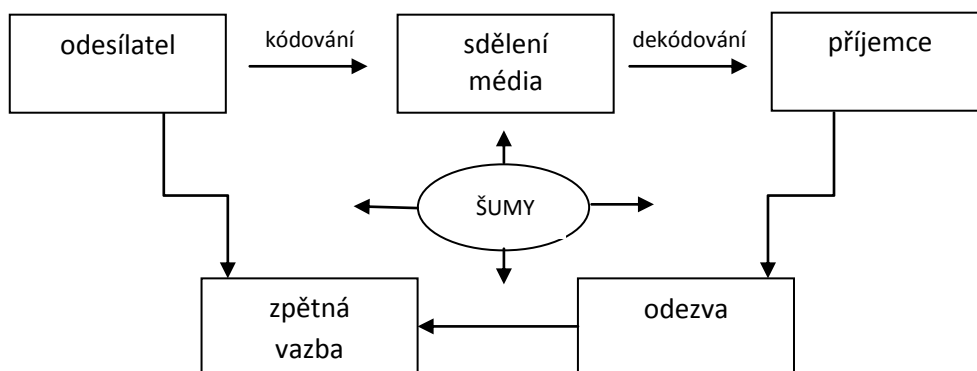 odesílatel
kódování
sdělení
média
dekódování
příjemce
ŠUMY
zpětná
vazba
odezva